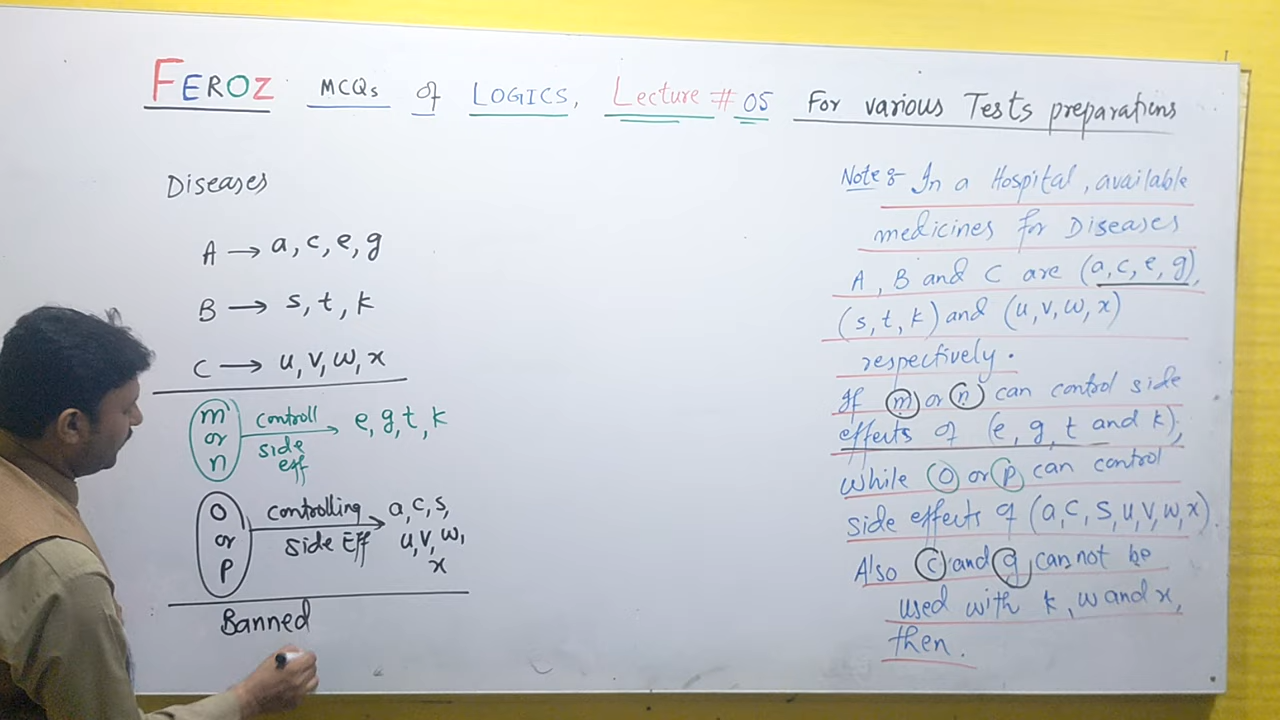 FEROZ MCQs of LOGICS, Lecture # 05 For various Tests preparations
Diseases
A → a, c, e, g
B → s, t, k
C → u, v, w, x
m or n controll side eff → e, g, t, k
O or P controlling side Eff → a, c, s, u, v, w, x
Banned
Note :- In a Hospital, available
medicines for Diseases
A, B and C are (a, c, e, g),
(s, t, k) and (u, v, w, x)
respectively.
If m or n can control side
effects of (e, g, t and k),
while O or P can control
side effects of (a, c, s, u, v, w, x).
Also c and g cannot be
used with k, w and x,
then.